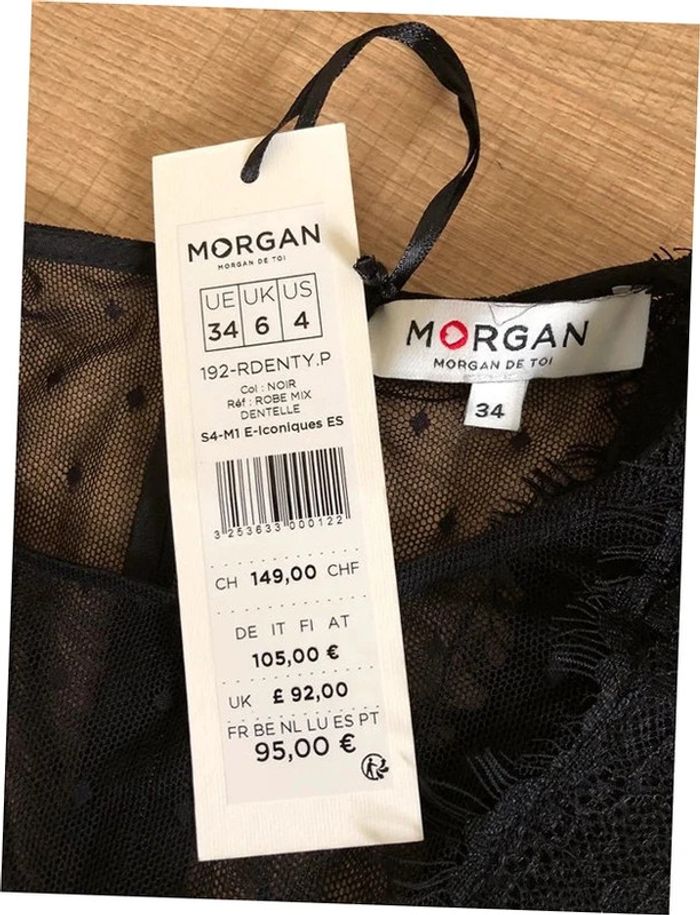 MORGAN
MORGAN DE TOI
UE UK US
34 6 4
192-RDENTY.P
Col : NOIR
Réf : ROBE MIX
DENTELLE
S4-M1 E-Iconiques ES
3 253633 000122
CH 149,00 CHF
DE IT FI AT
105,00 €
UK £ 92,00
FR BE NL LU ES PT
95,00 €
MORGAN
MORGAN DE TOI
34